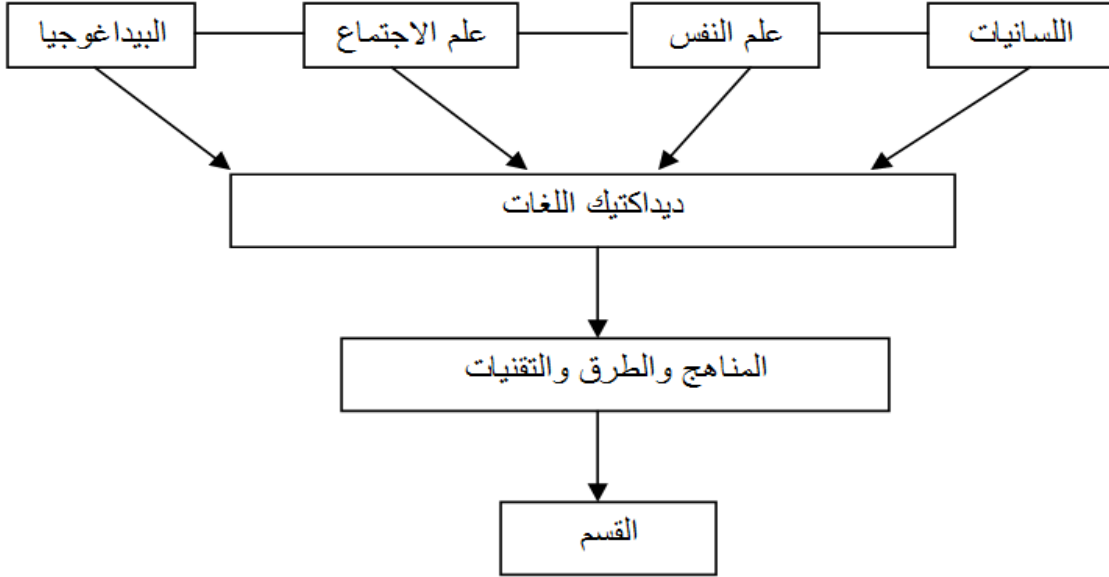 اللسانيات
علم النفس
علم الاجتماع
البيداغوجيا
ديداكتيك اللغات
المناهج والطرق والتقنيات
القسم